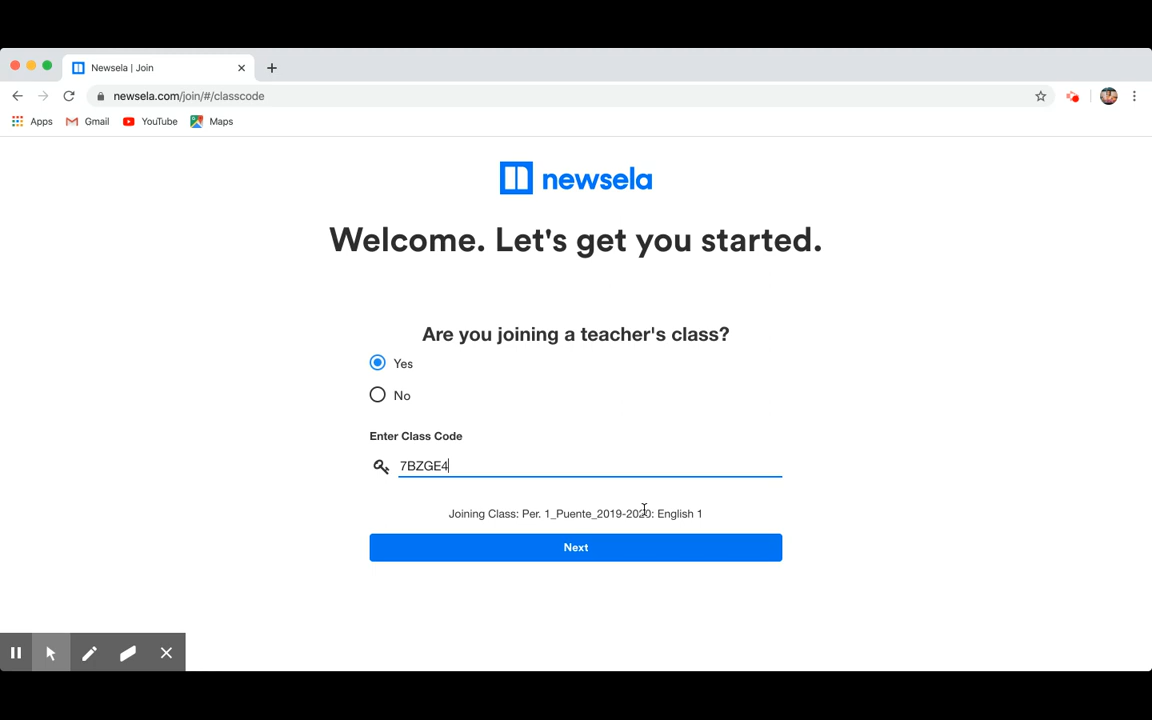 Newsela | Join
newsela.com/join/#/classcode
Apps Gmail YouTube Maps
newsela
Welcome. Let's get you started.
Are you joining a teacher's class?
Yes
No
Enter Class Code
7BZGE4
Joining Class: Per. 1_Puente_2019-2020: English 1
Next